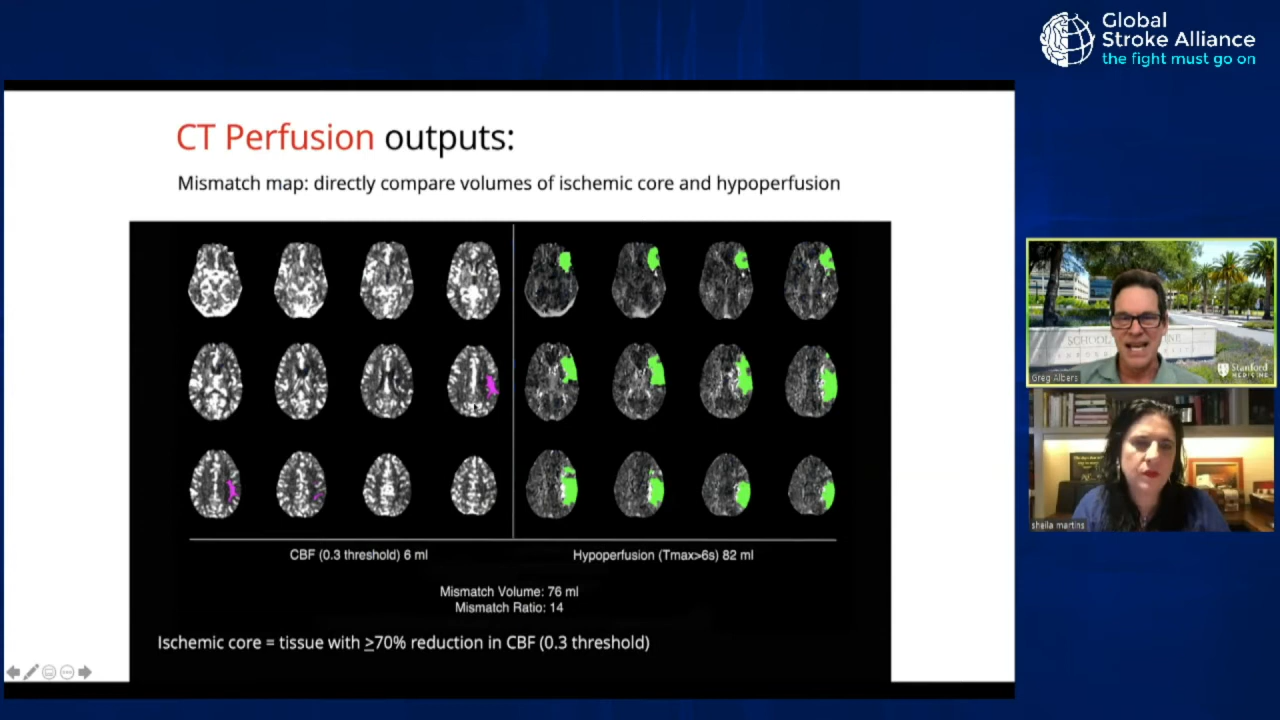 Global
Stroke Alliance
the fight must go on
CT Perfusion outputs:
Mismatch map: directly compare volumes of ischemic core and hypoperfusion
CBF (0.3 threshold) 6 ml
Hypoperfusion (Tmax>6s) 82 ml
Mismatch Volume: 76 ml
Mismatch Ratio: 14
Ischemic core = tissue with ≥70% reduction in CBF (0.3 threshold)
SCHOOL
Stanford
MEDICINE
Greg Albers
sheila martins